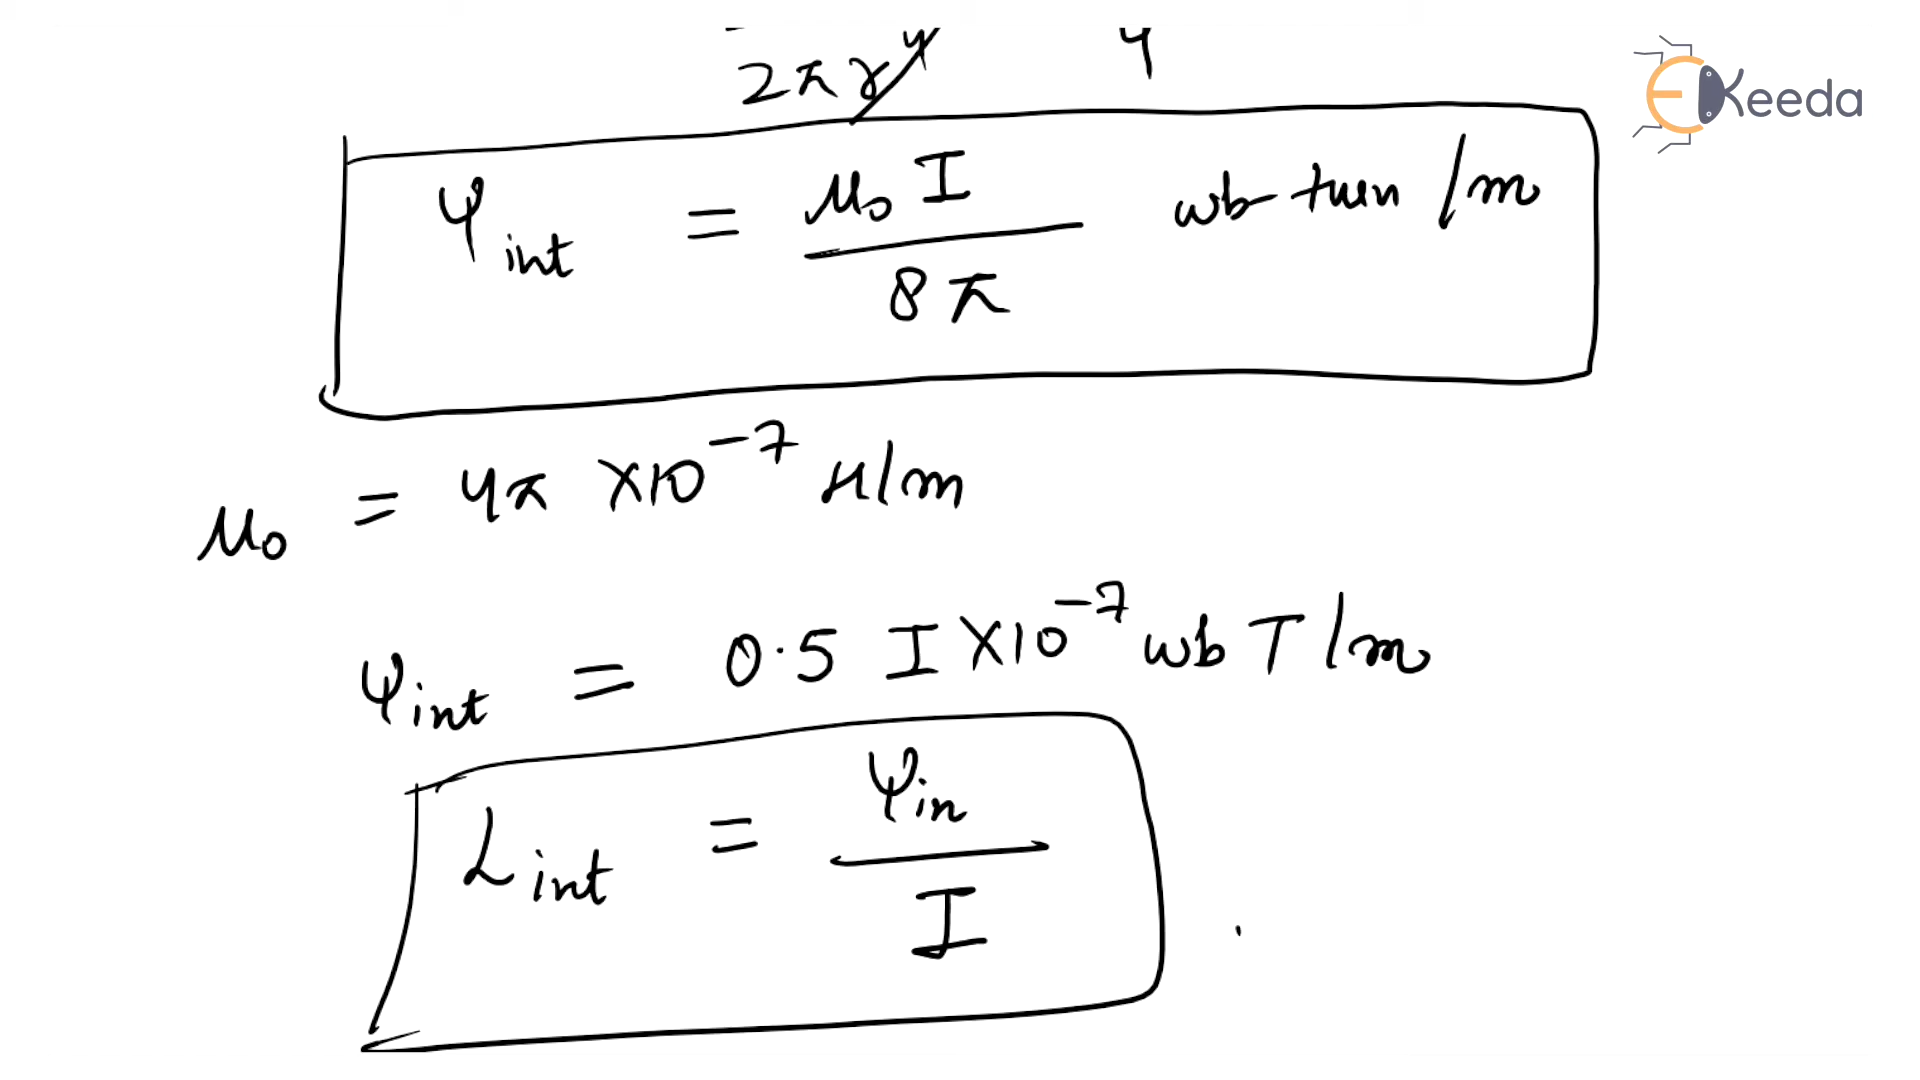 2πr⁴ 4
EKeeda
Ψint = μ₀ I / 8π wb-turn /m
μ₀ = 4π ×10⁻⁷ H/m
Ψint = 0.5 I ×10⁻⁷ wb T /m
Lint = Ψin / I